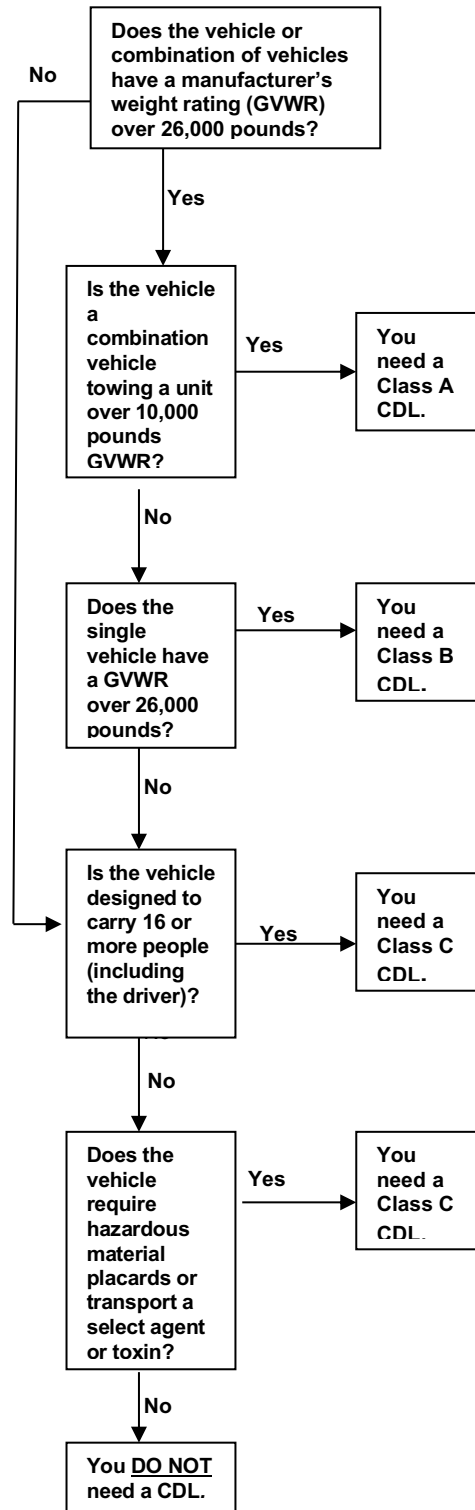 Does the vehicle or
combination of vehicles
have a manufacturer’s
weight rating (GVWR)
over 26,000 pounds?
No
Yes
Is the vehicle
a
combination
vehicle
towing a unit
over 10,000
pounds
GVWR?
Yes
You
need a
Class A
CDL.
No
Does the
single
vehicle have
a GVWR
over 26,000
pounds?
Yes
You
need a
Class B
CDL.
No
Is the vehicle
designed to
carry 16 or
more people
(including
the driver)?
Yes
You
need a
Class C
CDL.
No
Does the
vehicle
require
hazardous
material
placards or
transport a
select agent
or toxin?
Yes
You
need a
Class C
CDL.
No
You DO NOT
need a CDL.